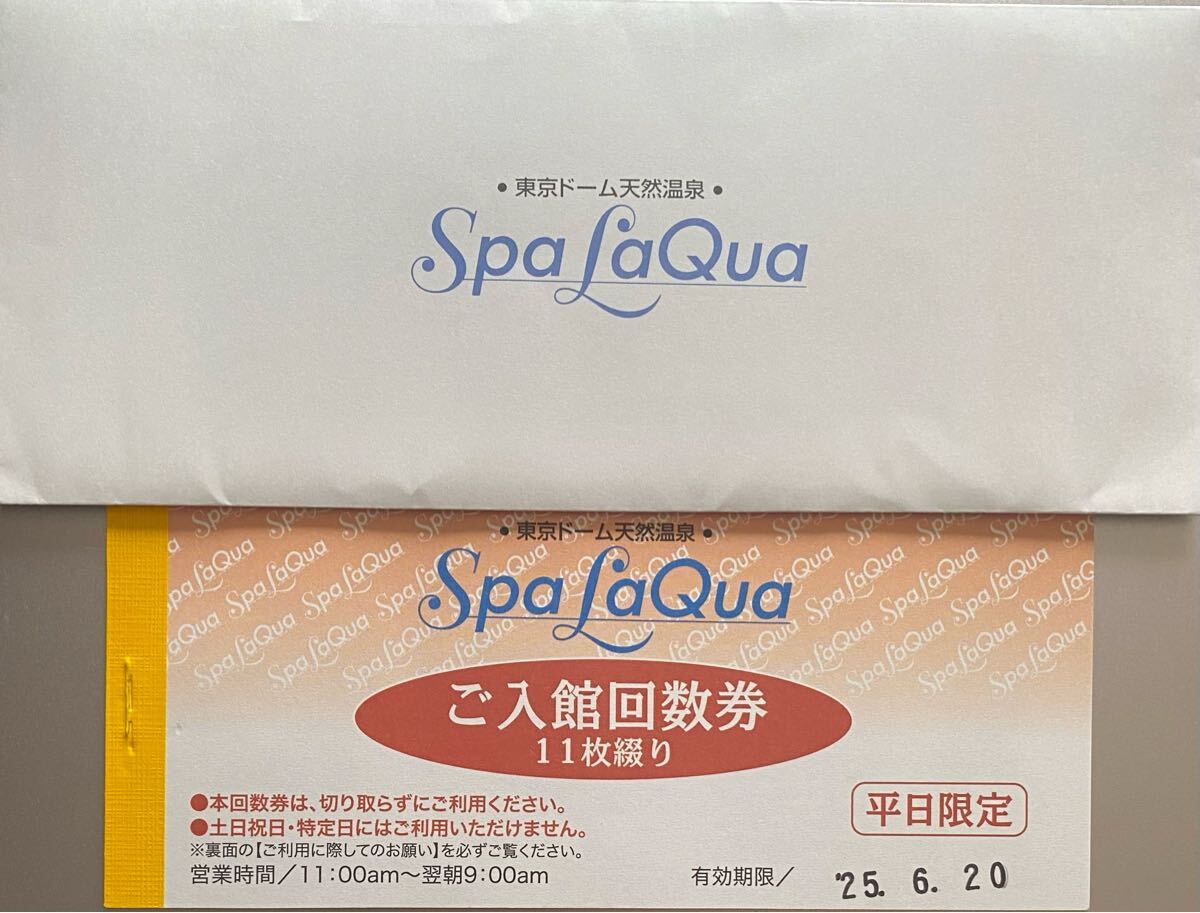 • 東京ドーム天然温泉 •
Spa LaQua
• 東京ドーム天然温泉 •
Spa LaQua
ご入館回数券
11枚綴り
●本回数券は、切り取らずにご利用ください。
●土日祝日・特定日にはご利用いただけません。
※裏面の【ご利用に際してのお願い】を必ずご覧ください。
営業時間/11:00am～翌朝9:00am
平日限定
有効期限/ '25. 6. 20